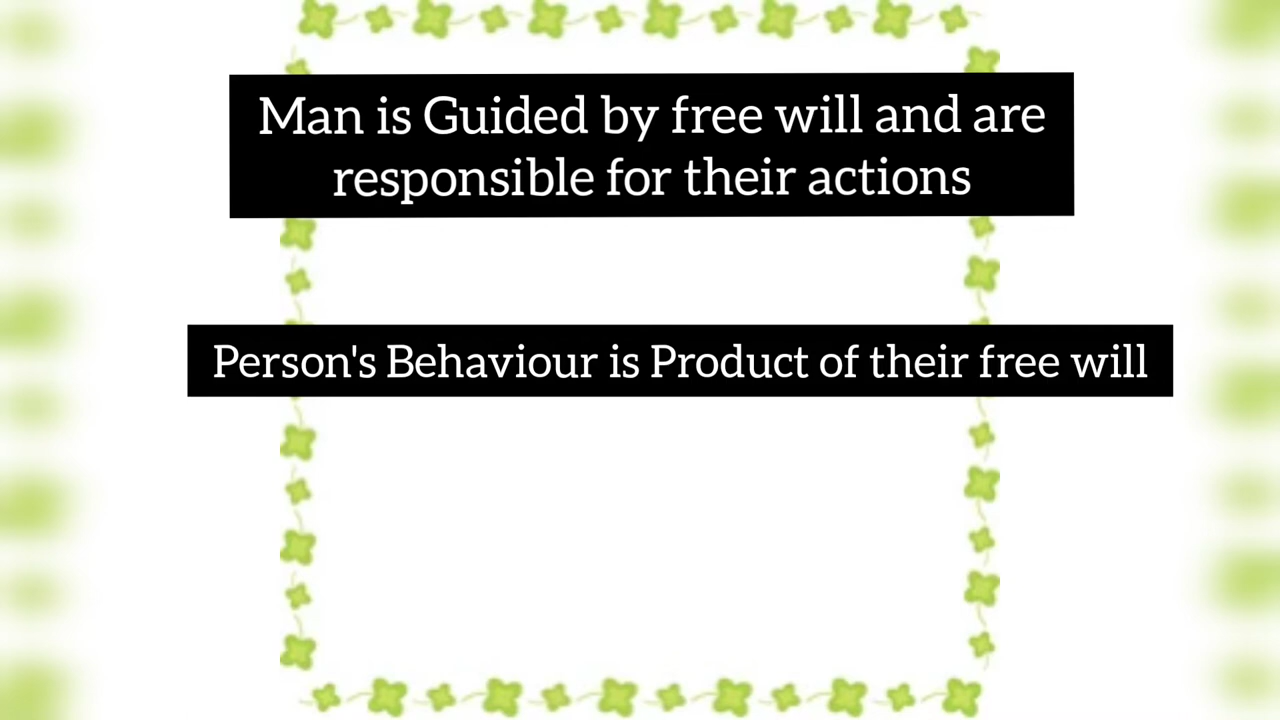 Man is Guided by free will and are
responsible for their actions
Person's Behaviour is Product of their free will